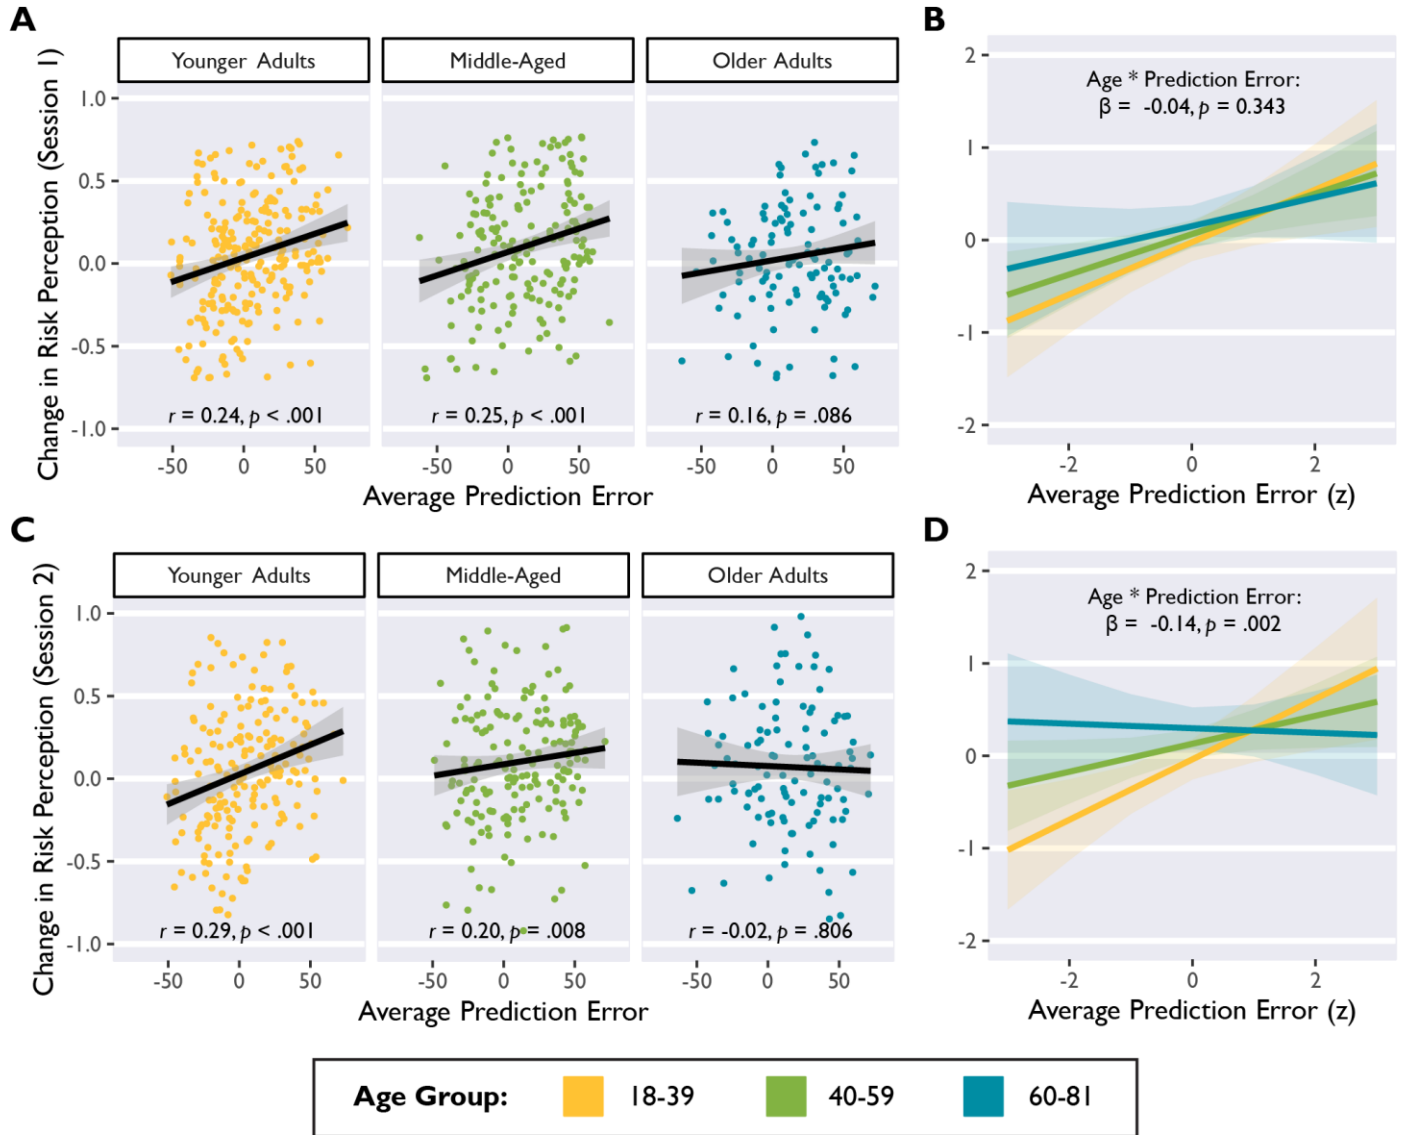 A
Younger Adults Middle-Aged Older Adults
Change in Risk Perception (Session 1)
1.0
0.5
0.0
-0.5
-1.0
r = 0.24, p < .001 r = 0.25, p < .001 r = 0.16, p = .086
-50 0 50 -50 0 50 -50 0 50
Average Prediction Error
B
2
1
0
-1
-2
Age * Prediction Error:
β = -0.04, p = 0.343
-2 0 2
Average Prediction Error (z)
C
Younger Adults Middle-Aged Older Adults
Change in Risk Perception (Session 2)
1.0
0.5
0.0
-0.5
-1.0
r = 0.29, p < .001 r = 0.20, p = .008 r = -0.02, p = .806
-50 0 50 -50 0 50 -50 0 50
Average Prediction Error
D
2
1
0
-1
-2
Age * Prediction Error:
β = -0.14, p = .002
-2 0 2
Average Prediction Error (z)
Age Group: 18-39 40-59 60-81